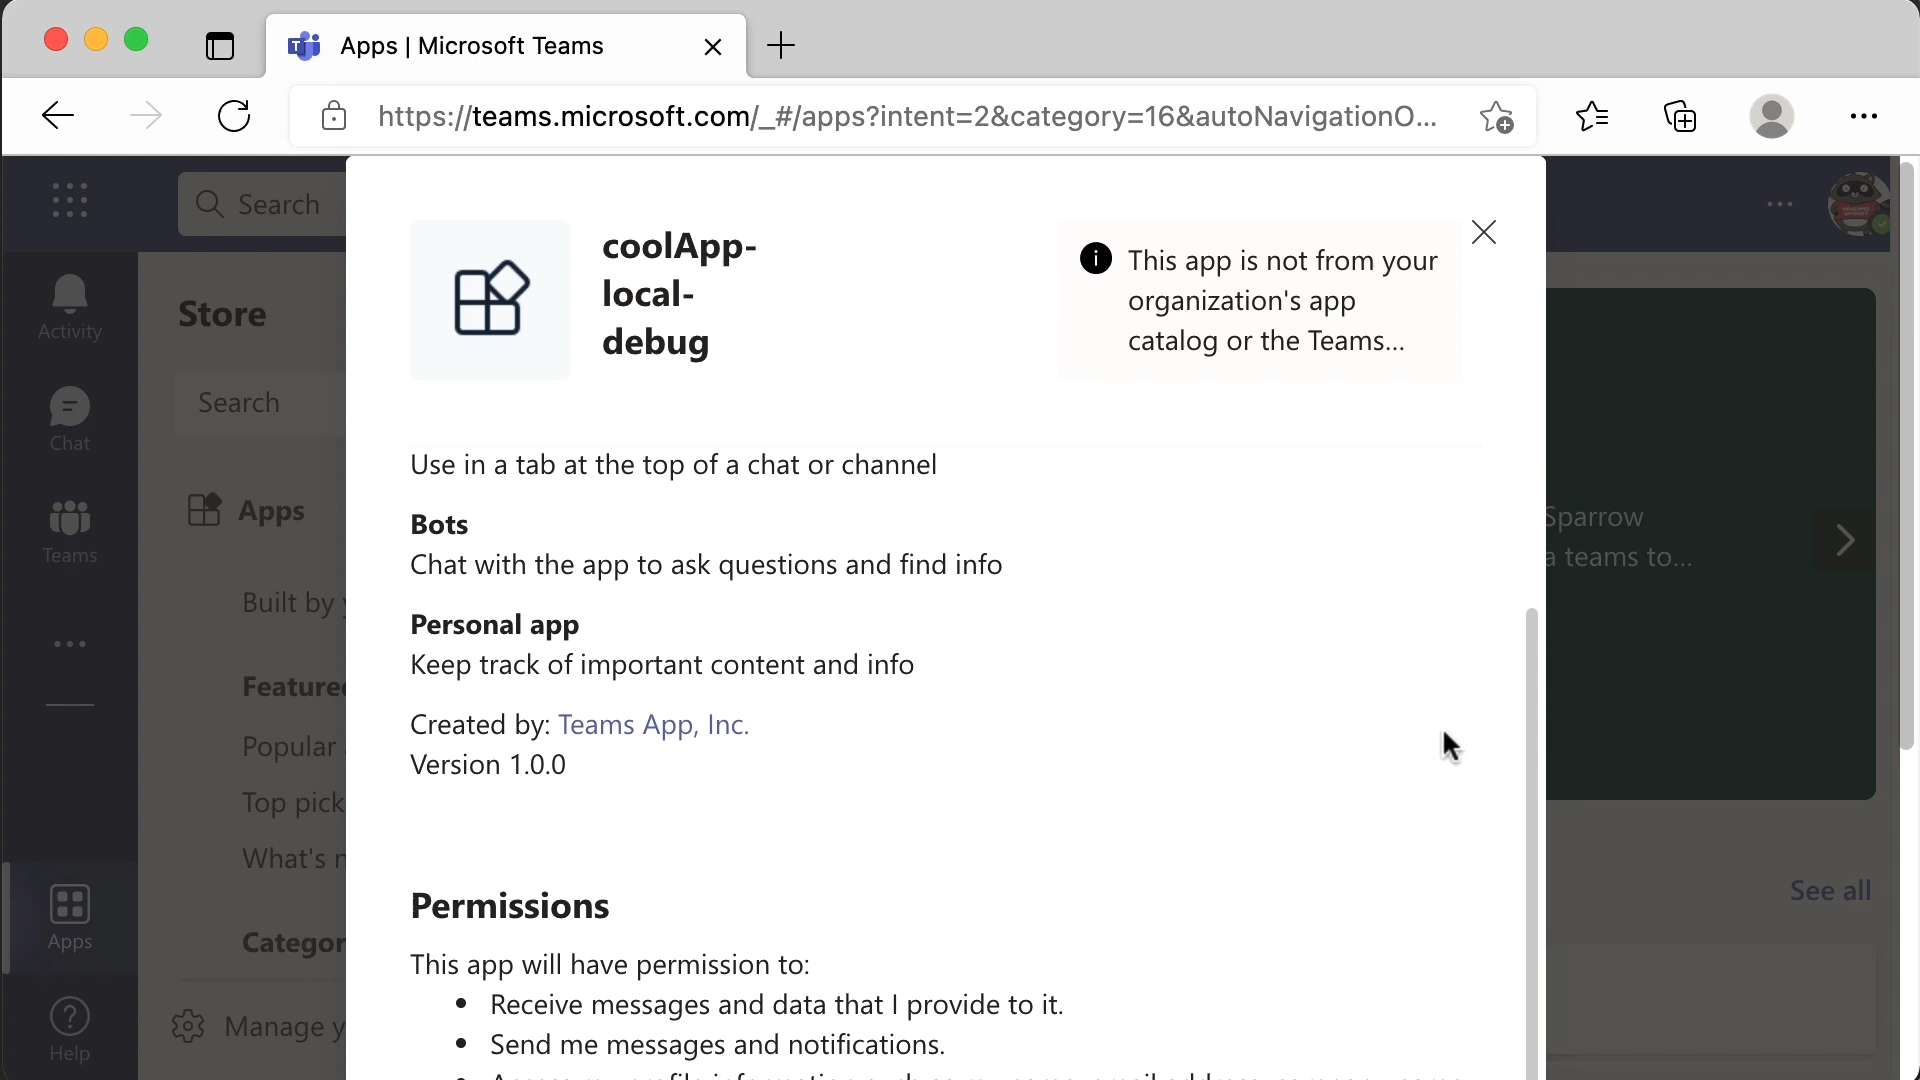 Apps | Microsoft Teams
https://teams.microsoft.com/_#/apps?intent=2&category=16&autoNavigationO...
Search
coolApp-
local-
debug
This app is not from your
organization's app
catalog or the Teams...
Activity
Store
Search
Chat
Use in a tab at the top of a chat or channel
Apps
Bots
Sparrow
Teams
Chat with the app to ask questions and find info
a teams to...
Built by
Personal app
Keep track of important content and info
Created by: Teams App, Inc.
Popular
Version 1.0.0
What's
See all
Permissions
Apps
This app will have permission to:
Receive messages and data that I provide to it.
Manage
Send me messages and notifications.
Help